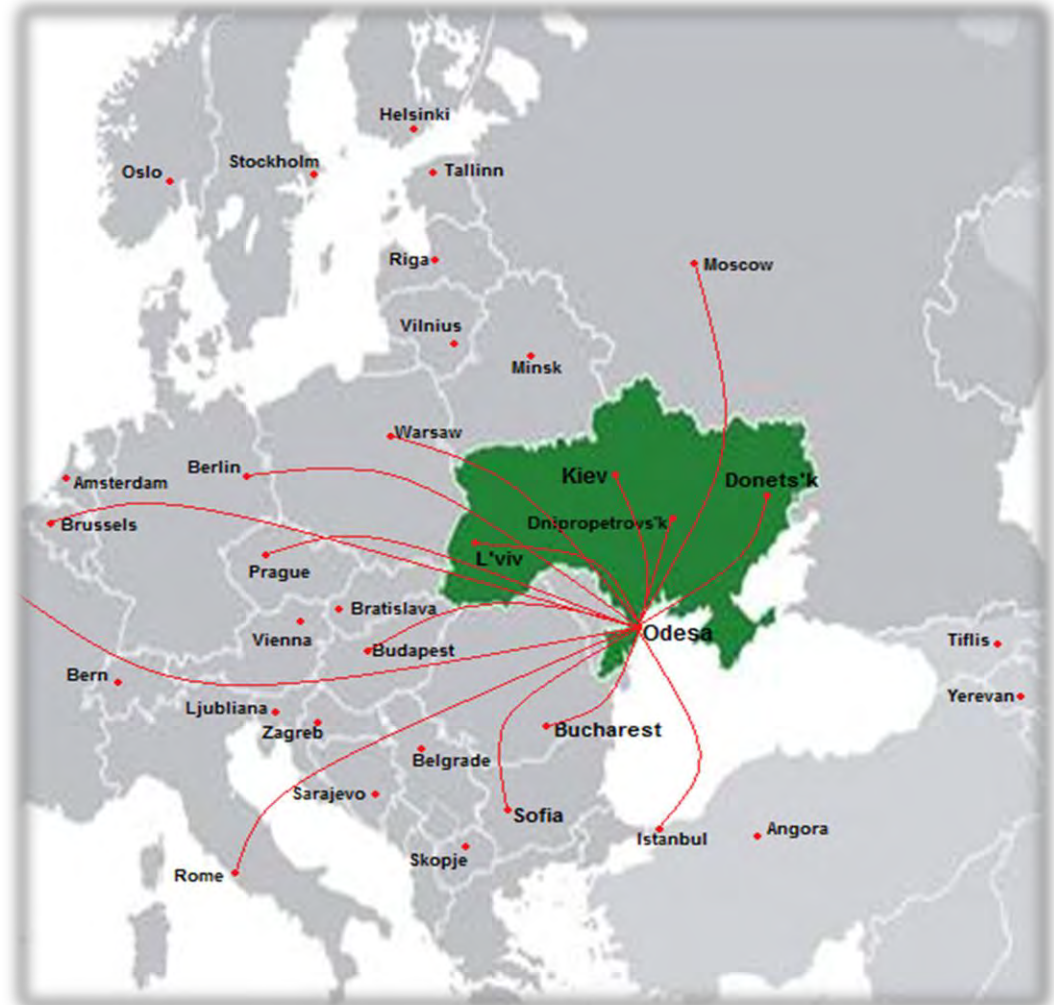 Helsinki
Stockholm
Oslo
Tallinn
Riga
Moscow
Vilnius
Minsk
Warsaw
Berlin
Kiev
Donets'k
Amsterdam
Brussels
Dnipropetrovs'k
L'viv
Prague
Bratislava
Vienna
Odesa
Tiflis
Budapest
Bern
Yerevan
Ljubliana
Zagreb
Bucharest
Belgrade
Sarajevo
Sofia
Angora
Istanbul
Skopje
Rome